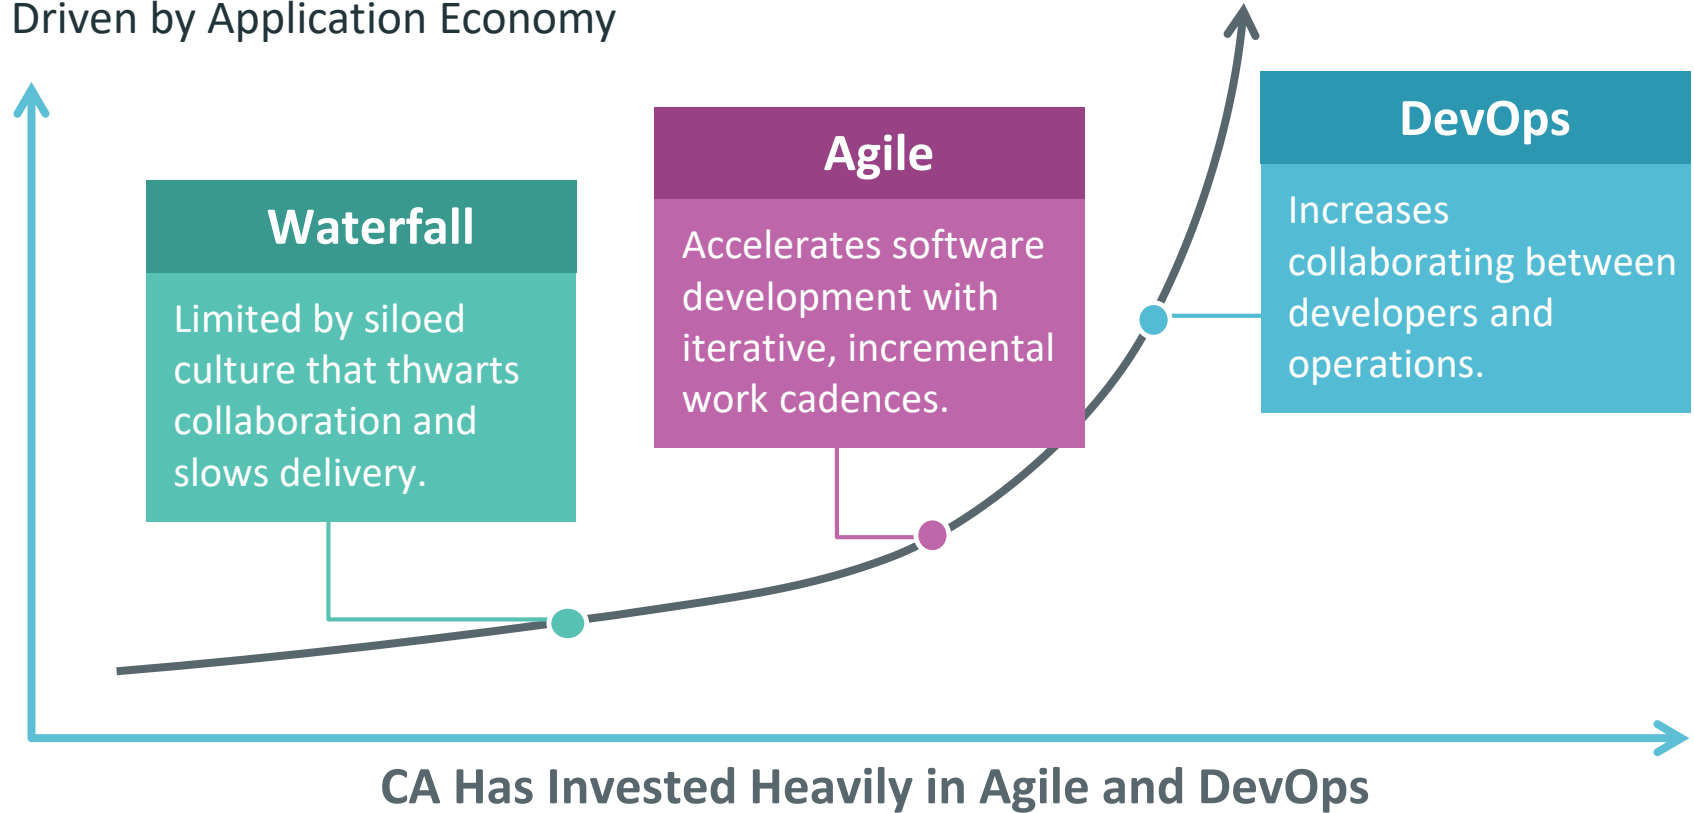 Driven by Application Economy
Waterfall
Limited by siloed
culture that thwarts
collaboration and
slows delivery.
Agile
Accelerates software
development with
iterative, incremental
work cadences.
DevOps
Increases
collaborating between
developers and
operations.
CA Has Invested Heavily in Agile and DevOps